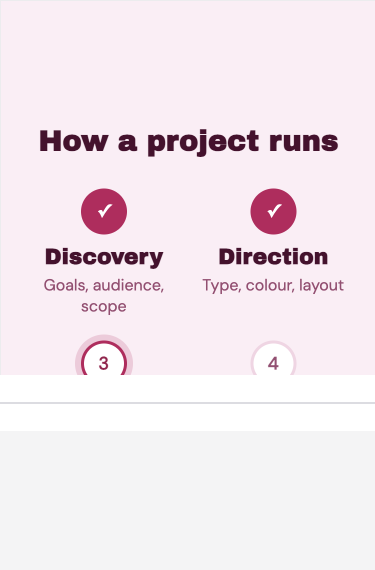 How a project runs
✓
✓
Discovery
Direction
Goals, audience,
scope
Type, colour, layout
3
4